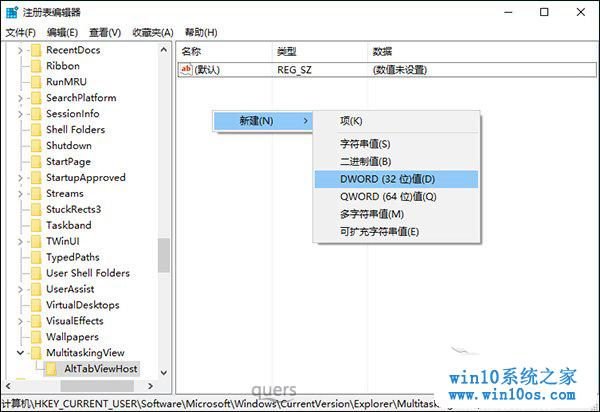 注册表编辑器
文件(F) 编辑(E) 查看(V) 收藏夹(A) 帮助(H)
RecentDocs
Ribbon
RunMRU
SearchPlatform
SessionInfo
Shell Folders
Shutdown
StartPage
StartupApproved
Streams
StuckRects3
Taskband
TWinUI
TypedPaths
User Shell Folders
UserAssist
VirtualDesktops
VisualEffects
Wallpapers
MultitaskingView
AltTabViewHost
名称 类型 数据
ab (默认) REG_SZ (数值未设置)
新建(N)
项(K)
字符串值(S)
二进制值(B)
DWORD (32 位)值(D)
QWORD (64 位)值(Q)
多字符串值(M)
可扩充字符串值(E)
win10系统之家
www.win10os.com
计算机\HKEY_CURRENT_USER\Software\Microsoft\Windows\CurrentVersion\Explorer\Multitasking